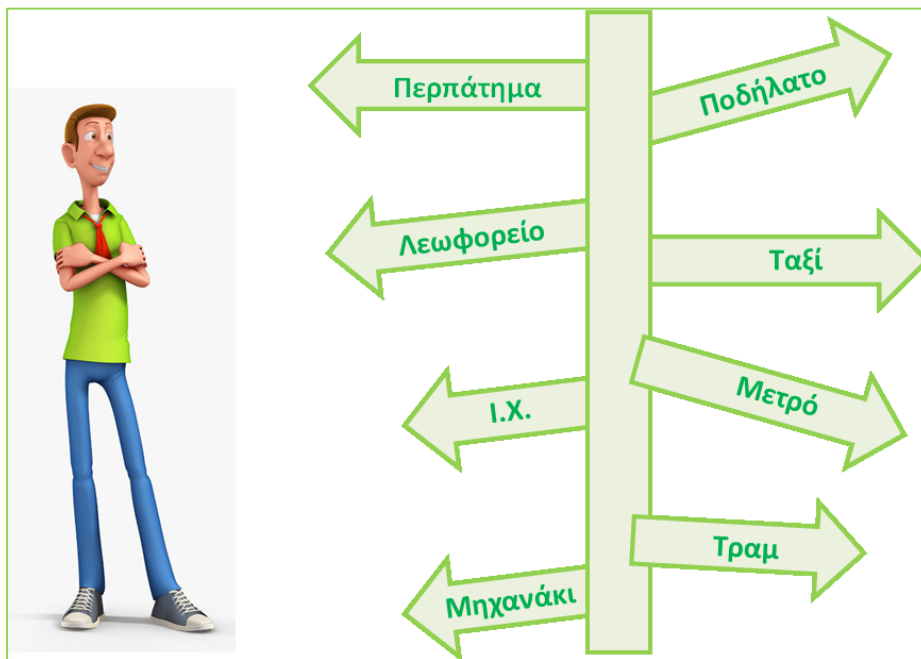 Περπάτημα
Ποδήλατο
Λεωφορείο
Ταξί
Ι.Χ.
Μετρό
Τραμ
Μηχανάκι